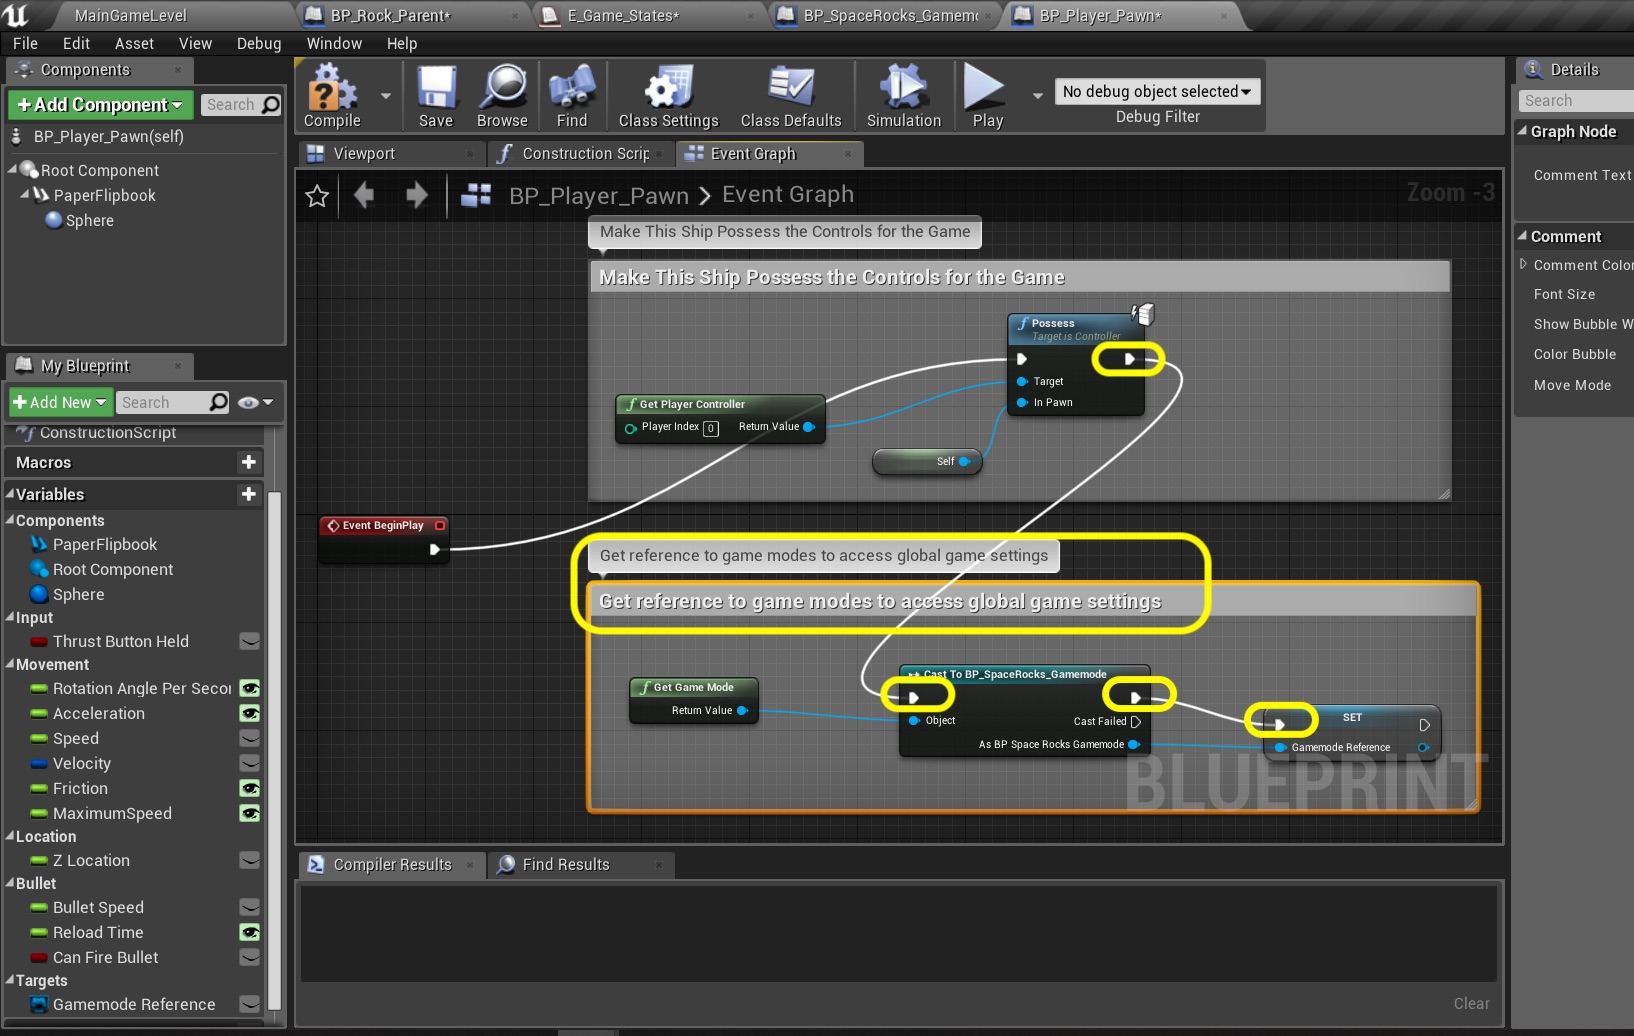 MainGameLevel
BP_Rock_Parent*
E_Game_States*
BP_SpaceRocks_Gamem
BP_Player_Pawn*
File Edit Asset View Debug Window Help
Components
+Add Component
Search
BP_Player_Pawn(self)
Root Component
PaperFlipbook
Sphere
My Blueprint
+Add New
Search
ConstructionScript
Macros
Variables
Components
PaperFlipbook
Root Component
Sphere
Input
Thrust Button Held
Movement
Rotation Angle Per Secon
Acceleration
Speed
Velocity
Friction
MaximumSpeed
Location
Z Location
Bullet
Bullet Speed
Reload Time
Can Fire Bullet
Targets
Gamemode Reference
Compile
Save
Browse
Find
Class Settings
Class Defaults
Simulation
Play
No debug object selected
Debug Filter
Viewport
Construction Scrip
Event Graph
BP_Player_Pawn > Event Graph
Zoom -3
Make This Ship Possess the Controls for the Game
Make This Ship Possess the Controls for the Game
Possess
Target is Controller
Target
In Pawn
Get Player Controller
Player Index 0 Return Value
Self
Event BeginPlay
Get reference to game modes to access global game settings
Get reference to game modes to access global game settings
Get Game Mode
Return Value
Cast To BP_SpaceRocks_Gamemode
Object
Cast Failed
As BP Space Rocks Gamemode
SET
Gamemode Reference
BLUEPRINT
Compiler Results
Find Results
Clear
Details
Search
Graph Node
Comment Text
Comment
Comment Color
Font Size
Show Bubble W
Color Bubble
Move Mode